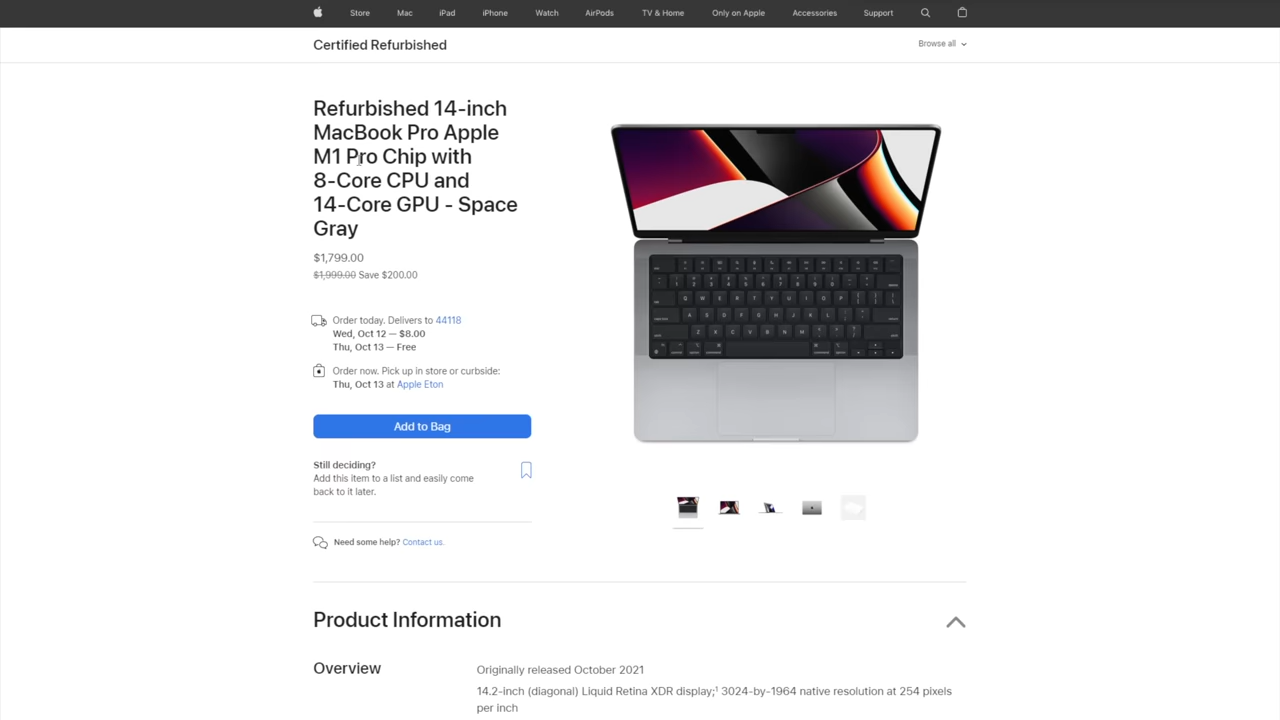 Store Mac iPad iPhone Watch AirPods TV & Home Only on Apple Accessories Support
Certified Refurbished
Browse all
Refurbished 14-inch
MacBook Pro Apple
M1 Pro Chip with
8-Core CPU and
14-Core GPU - Space
Gray
$1,799.00
$1,999.00 Save $200.00
Order today. Delivers to 44118
Wed, Oct 12 — $8.00
Thu, Oct 13 — Free
Order now. Pick up in store or curbside:
Thu, Oct 13 at Apple Eton
Add to Bag
Still deciding?
Add this item to a list and easily come
back to it later.
Need some help? Contact us.
Product Information
Overview
Originally released October 2021
14.2-inch (diagonal) Liquid Retina XDR display;¹ 3024-by-1964 native resolution at 254 pixels
per inch